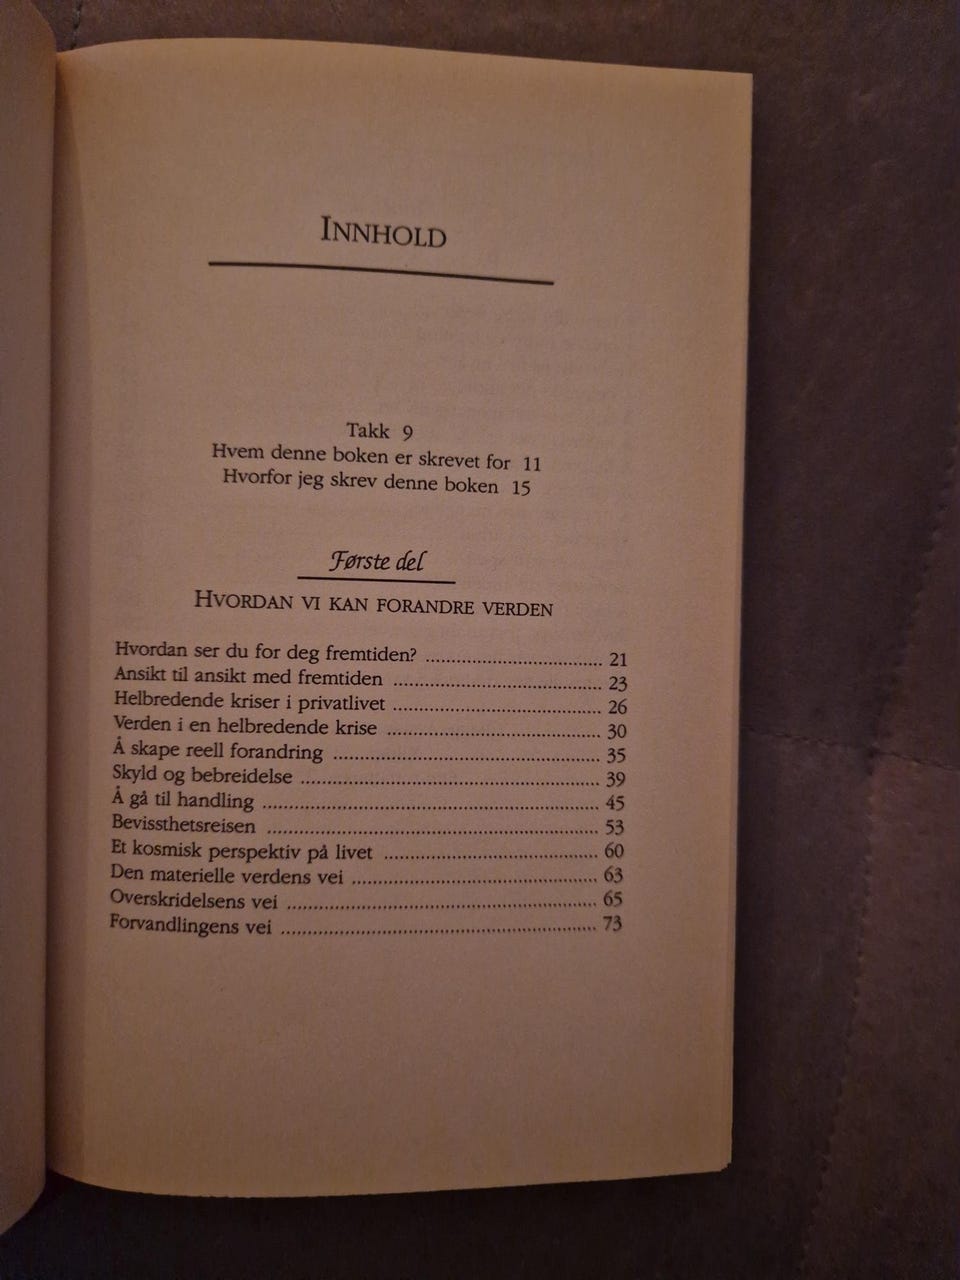 INNHOLD
Takk 9
Hvem denne boken er skrevet for 11
Hvorfor jeg skrev denne boken 15
Første del
HVORDAN VI KAN FORANDRE VERDEN
Hvordan ser du for deg fremtiden? ................................. 21
Ansikt til ansikt med fremtiden ....................................... 23
Helbredende kriser i privatlivet ....................................... 26
Verden i en helbredende krise ........................................ 30
Å skape reell forandring .................................................. 35
Skyld og bebreidelse ........................................................ 39
Å gå til handling ............................................................... 45
Bevissthetsreisen .............................................................. 53
Et kosmisk perspektiv på livet ........................................ 60
Den materielle verdens vei .............................................. 63
Overskridelsens vei .......................................................... 65
Forvandlingens vei ........................................................... 73